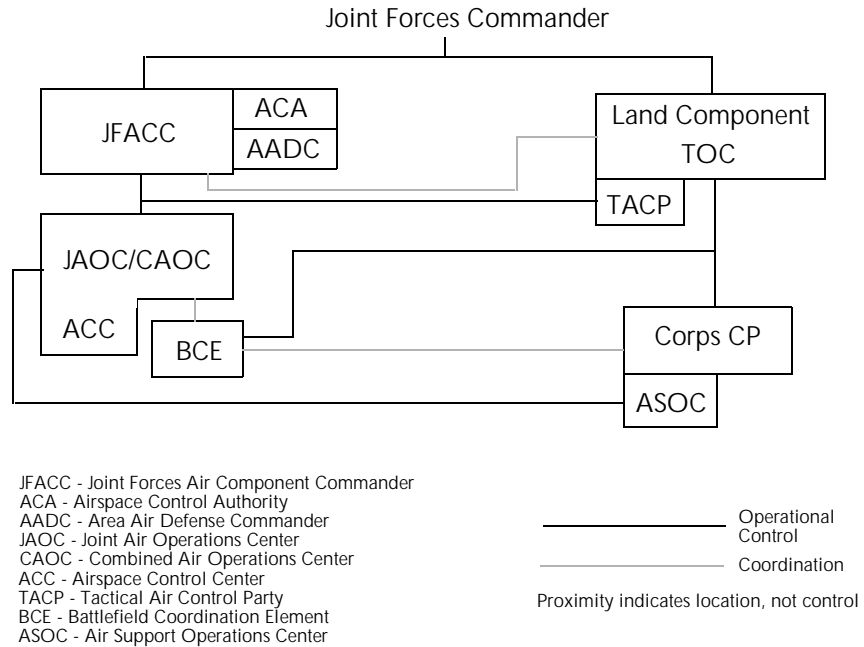 Joint Forces Commander
JFACC
ACA
AADC
Land Component
TOC
TACP
JAOC/CAOC
ACC
BCE
Corps CP
ASOC
JFACC - Joint Forces Air Component Commander
ACA - Airspace Control Authority
AADC - Area Air Defense Commander
JAOC - Joint Air Operations Center
CAOC - Combined Air Operations Center
ACC - Airspace Control Center
TACP - Tactical Air Control Party
BCE - Battlefield Coordination Element
ASOC - Air Support Operations Center
Operational
Control
Coordination
Proximity indicates location, not control